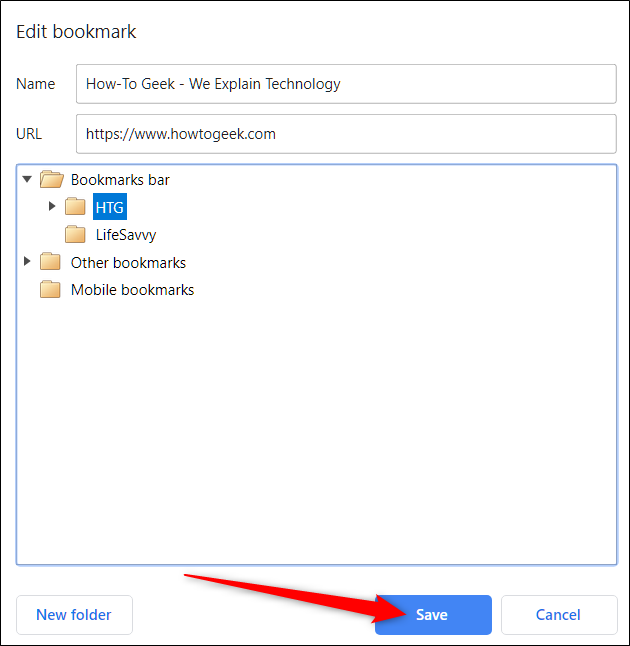 Edit bookmark
Name How-To Geek - We Explain Technology
URL https://www.howtogeek.com
Bookmarks bar
HTG
LifeSavvy
Other bookmarks
Mobile bookmarks
New folder Save Cancel